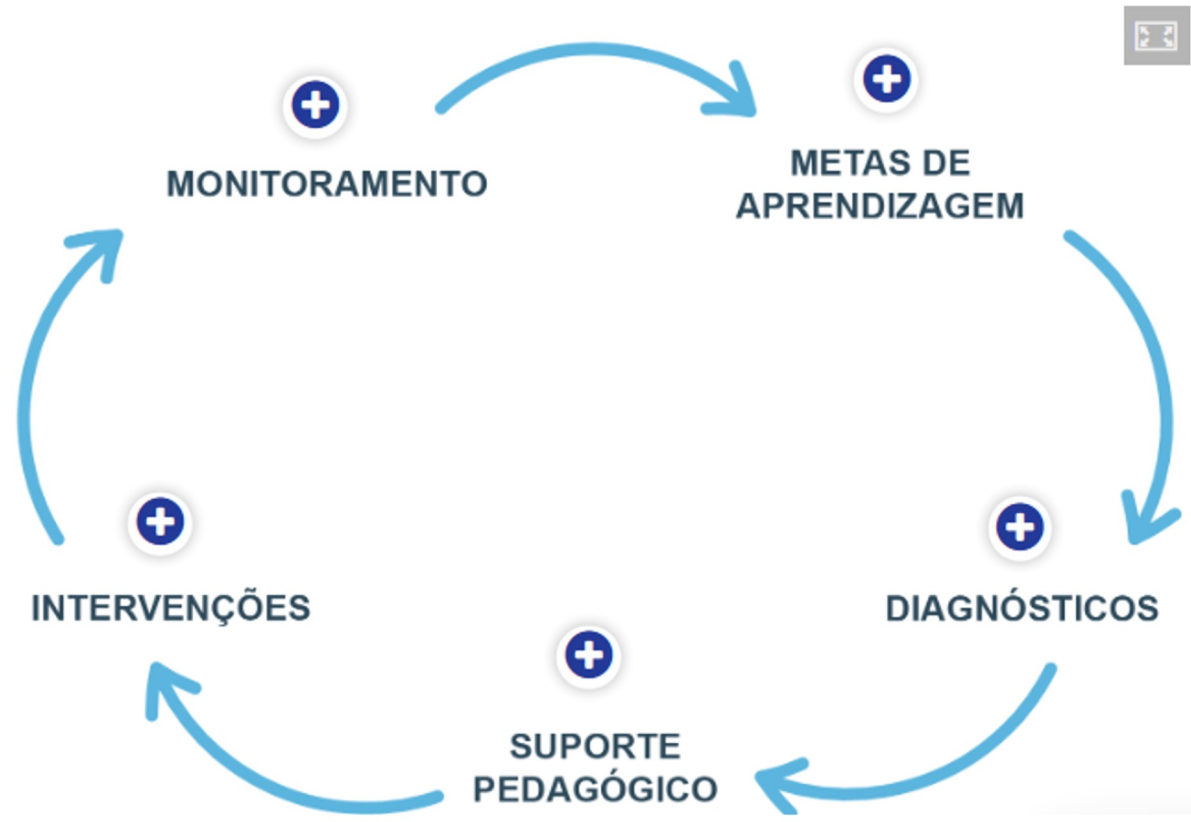 MONITORAMENTO
METAS DE
APRENDIZAGEM
INTERVENÇÕES
DIAGNÓSTICOS
SUPORTE
PEDAGÓGICO